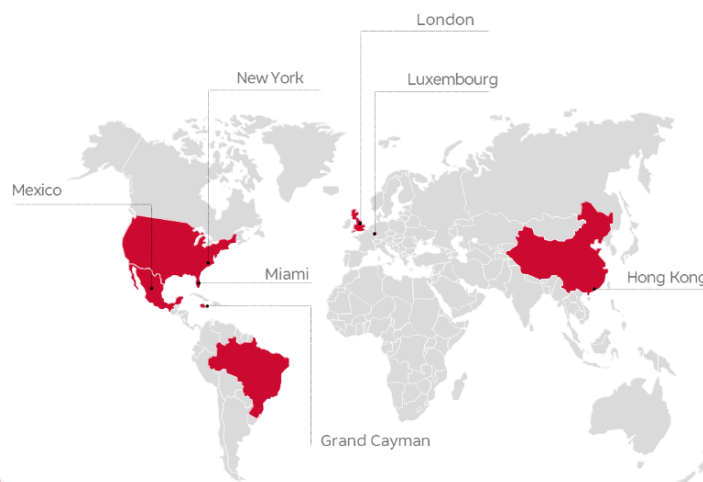 London
New York
Luxembourg
Mexico
Miami
Hong Kong
Grand Cayman